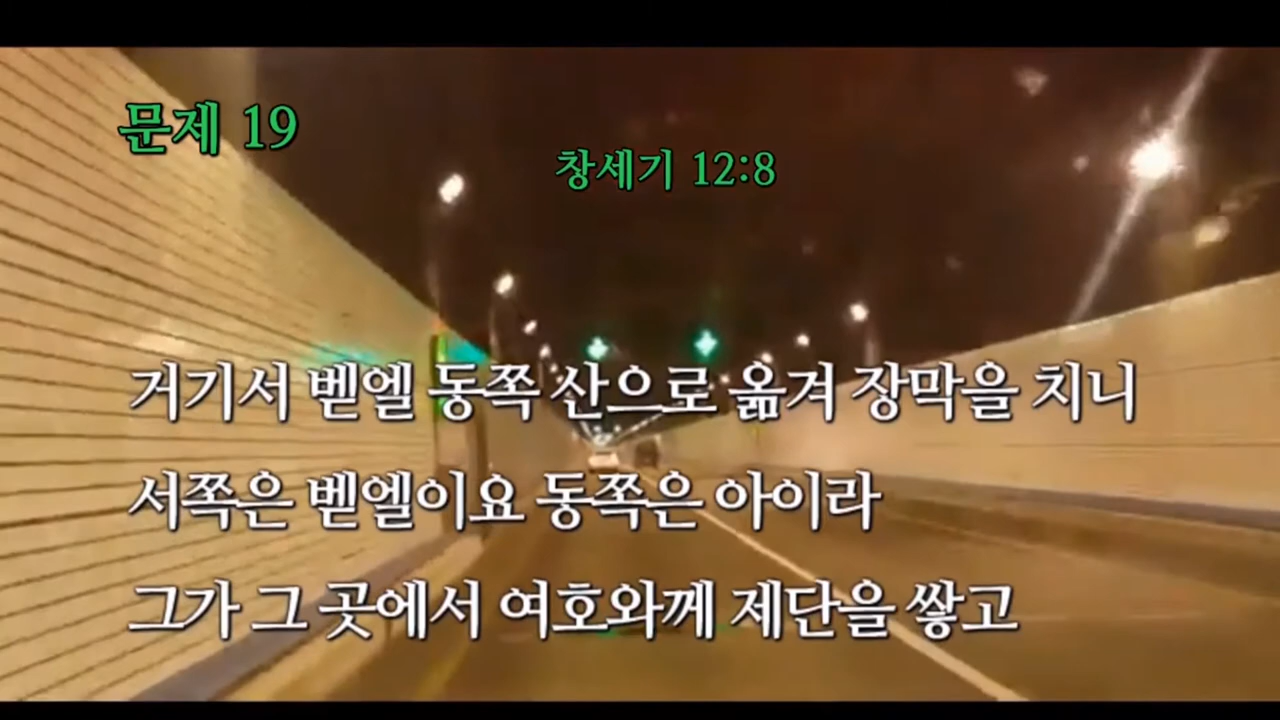 문제 19
창세기 12:8
거기서 벧엘 동쪽 산으로 옮겨 장막을 치니
서쪽은 벧엘이요 동쪽은 아이라
그가 그 곳에서 여호와께 제단을 쌓고